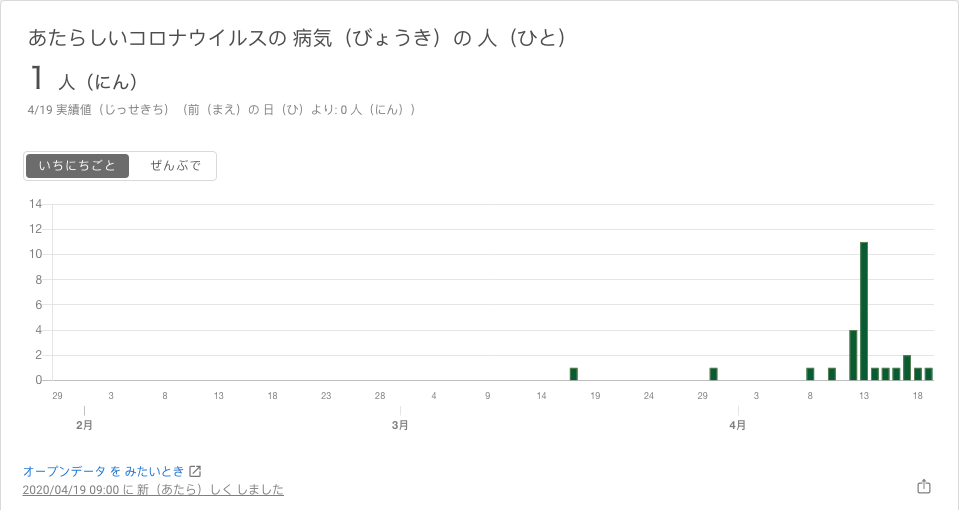 あたらしいコロナウイルスの 病気（びょうき）の 人（ひと）
1 人（にん）
4/19 実績値（じっせきち）（前（まえ）の 日（ひ）より: 0 人（にん））
いちにちごと ぜんぶで
14
12
10
8
6
4
2
0
29 3 8 13 18 23 28 4 9 14 19 24 29 3 8 13 18
2月 3月 4月
オープンデータ を みたいとき
2020/04/19 09:00 に 新（あたら）しく しました